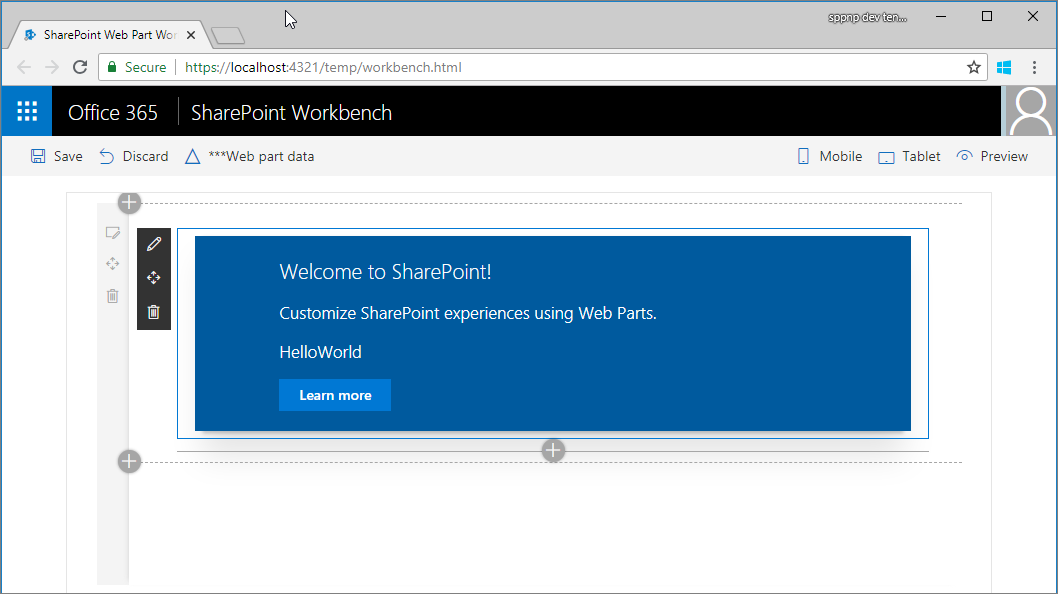 sppnp dev ten...
SharePoint Web Part Wor
Secure https://localhost:4321/temp/workbench.html
Office 365 SharePoint Workbench
Save Discard ***Web part data Mobile Tablet Preview
Welcome to SharePoint!
Customize SharePoint experiences using Web Parts.
HelloWorld
Learn more